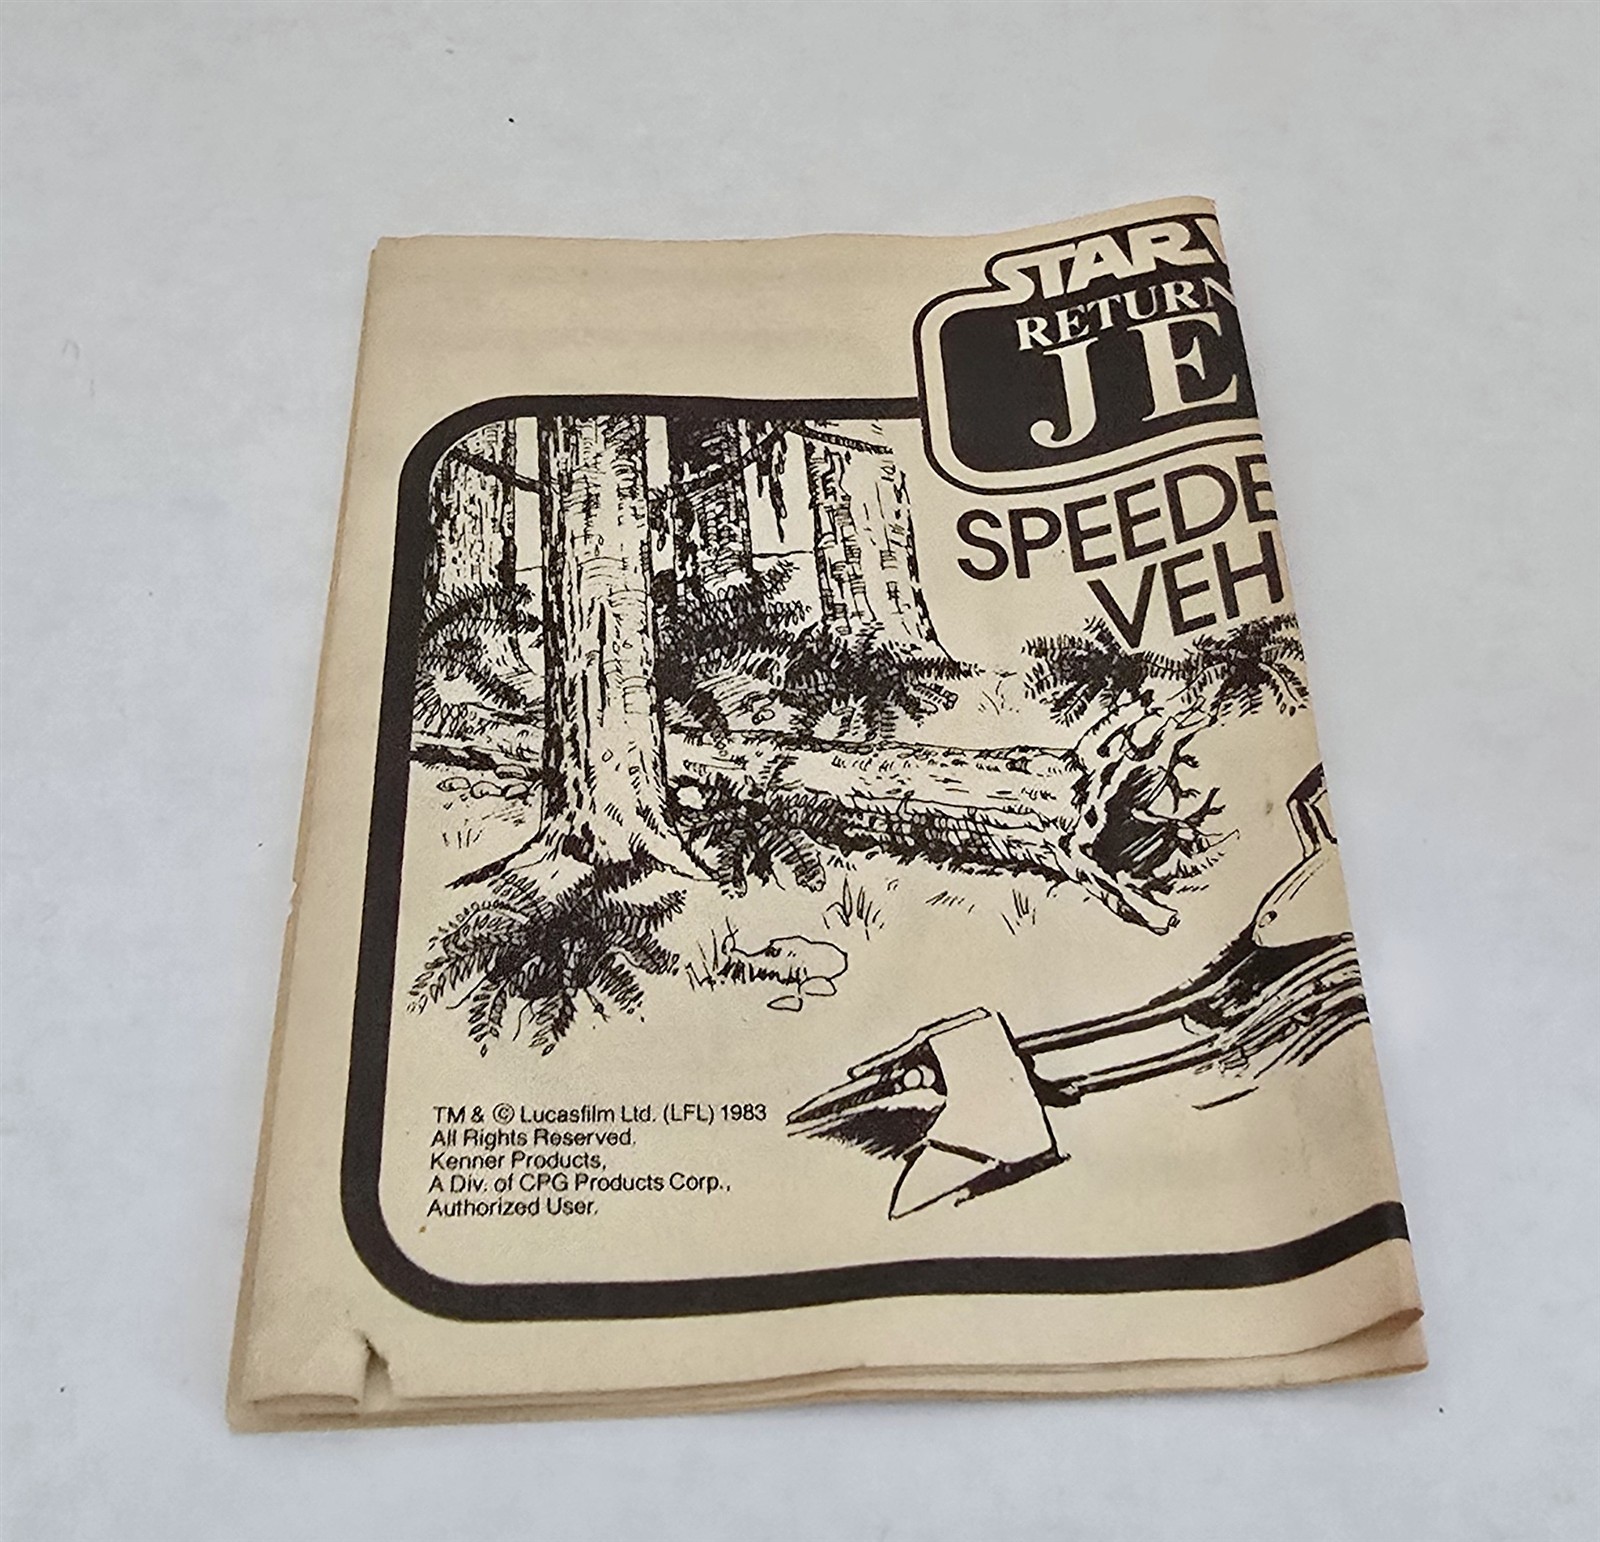 STAR
RETURN
JE
SPEEDE
VEH
TM & © Lucasfilm Ltd. (LFL) 1983
All Rights Reserved.
Kenner Products,
A Div. of CPG Products Corp.,
Authorized User.